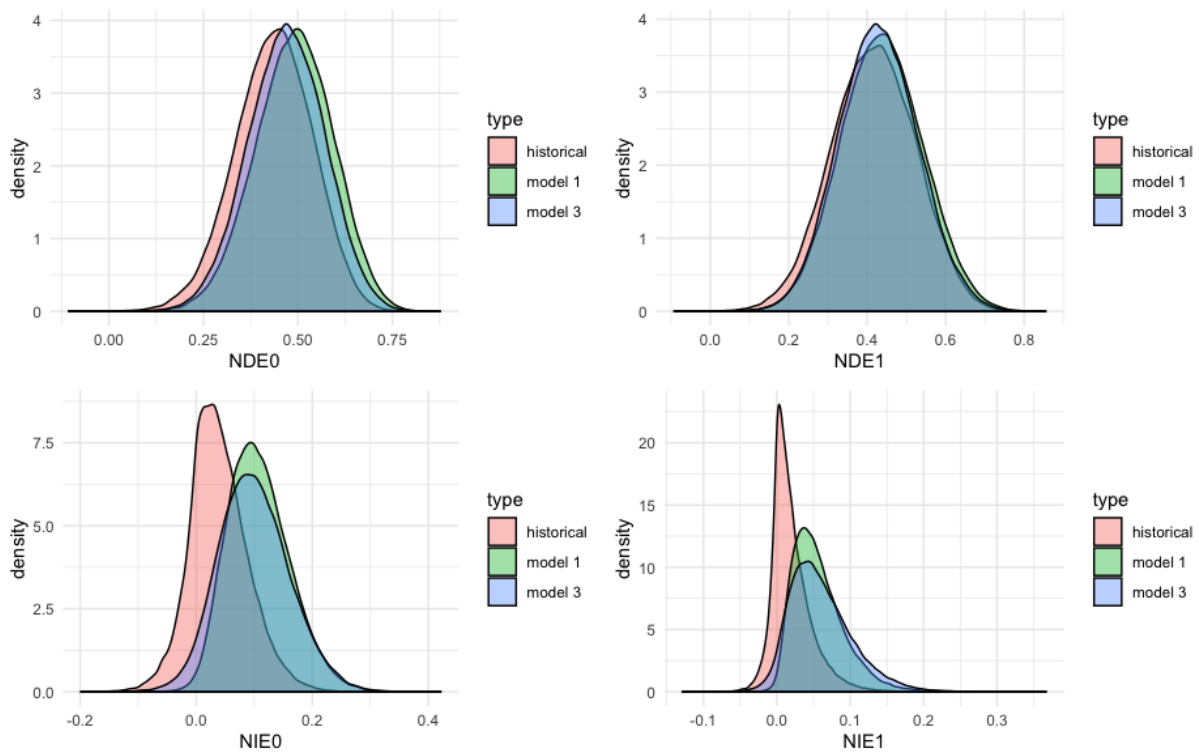 4
3
2
1
0
density
0.00
0.25
0.50
0.75
NDE0
type
historical
model 1
model 3
4
3
2
1
0
density
0.0
0.2
0.4
0.6
0.8
NDE1
type
historical
model 1
model 3
7.5
5.0
2.5
0.0
density
-0.2
0.0
0.2
0.4
NIE0
type
historical
model 1
model 3
20
15
10
5
0
density
-0.1
0.0
0.1
0.2
0.3
NIE1
type
historical
model 1
model 3